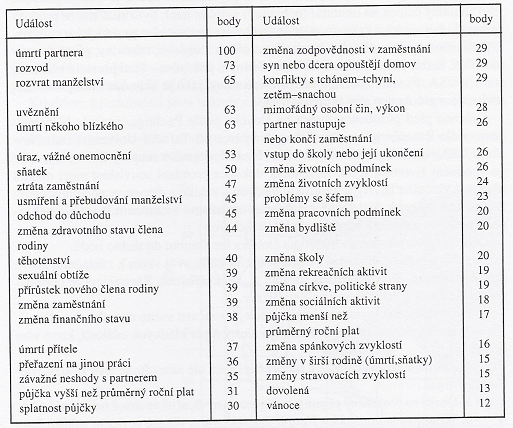 Událost body
úmrtí partnera 100
rozvod 73
rozvrat manželství 65
uvěznění 63
úmrtí někoho blízkého 63
úraz, vážné onemocnění 53
sňatek 50
ztráta zaměstnání 47
usmíření a přebudování manželství 45
odchod do důchodu 45
změna zdravotního stavu člena 44
rodiny
těhotenství 40
sexuální obtíže 39
přírůstek nového člena rodiny 39
změna zaměstnání 39
změna finančního stavu 38
úmrtí přítele 37
přeřazení na jinou práci 36
závažné neshody s partnerem 35
půjčka vyšší než průměrný roční plat 31
splatnost půjčky 30
Událost body
změna zodpovědnosti v zaměstnání 29
syn nebo dcera opouštějí domov 29
konflikty s tchánem–tchyní, 29
zetěm–snachou
mimořádný osobní čin, výkon 28
partner nastupuje 26
nebo končí zaměstnání
vstup do školy nebo její ukončení 26
změna životních podmínek 26
změna životních zvyklostí 24
problémy se šéfem 23
změna pracovních podmínek 20
změna bydliště 20
změna školy 20
změna rekreačních aktivit 19
změna církve, politické strany 19
změna sociálních aktivit 18
půjčka menší než 17
průměrný roční plat
změna spánkových zvyklostí 16
změny v širší rodině (úmrtí,sňatky) 15
změny stravovacích zvyklostí 15
dovolená 13
vánoce 12